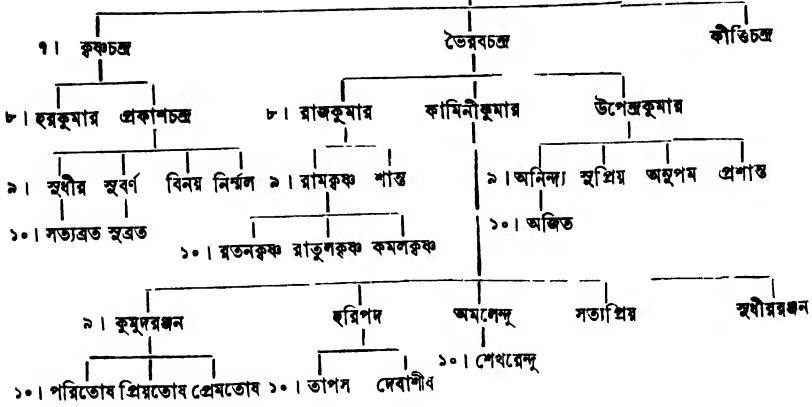 ৭। কৃষ্ণচন্দ্র ভৈরবচন্দ্র কীৰ্ত্তিচন্দ্র
৮। হরকুমার প্রকাশচন্দ্র ৮। রাজকুমার কামিনীকুমার উপেন্দ্রকুমার
৯। সুধীর সুবর্ণ বিনয় নির্ম্মল ৯। রামকৃষ্ণ শান্ত ৯। অনিন্দ্য সুপ্রিয় অনুপম প্রশান্ত
১০। সত্যব্রত সুব্রত ১০। রতনকৃষ্ণ রাতুলকৃষ্ণ কমলকৃষ্ণ ১০। অজিত
৯। কুমুদরঞ্জন হরিপদ অমলেন্দু সত্যপ্রিয় সুধীররঞ্জন
১০। পরিতোষ প্রিয়তোষ প্রেমতোষ ১০। তাপস দেবাশীষ ১০। শেখরেন্দু